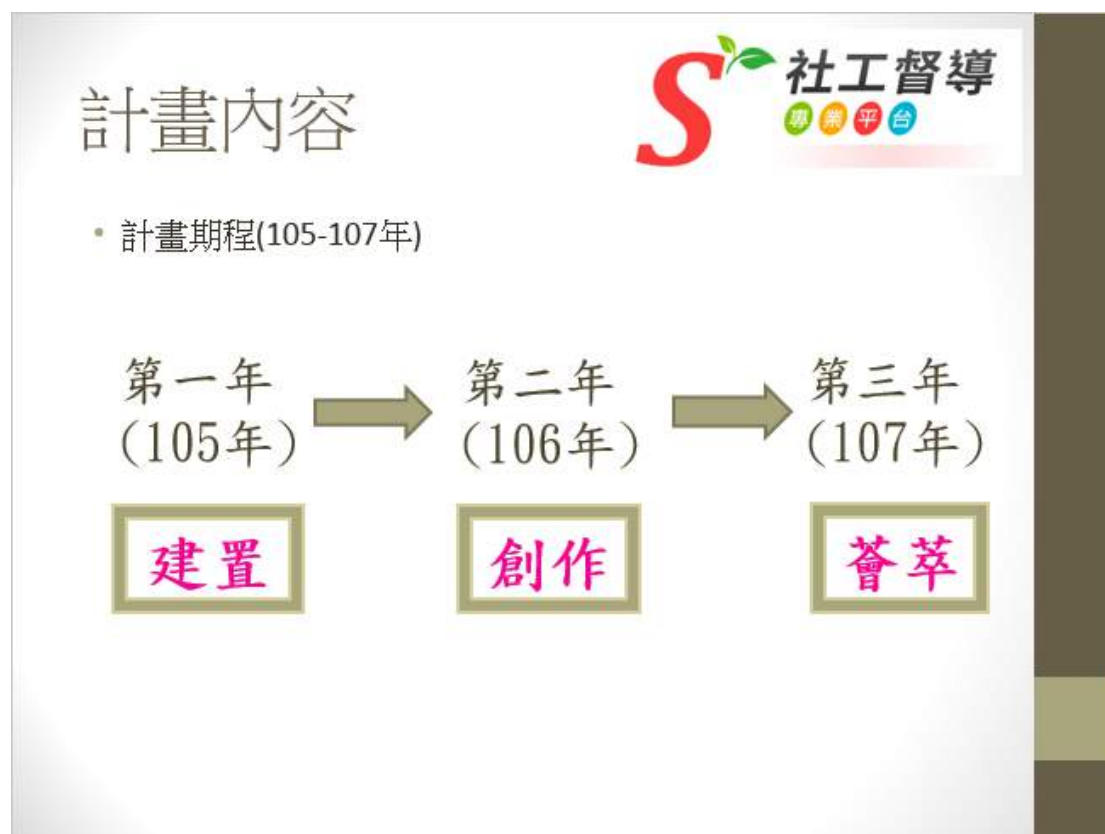 計畫內容
S 社工督導
專業平台
• 計畫期程(105-107年)
第一年
(105年)
第二年
(106年)
第三年
(107年)
建置
創作
薈萃